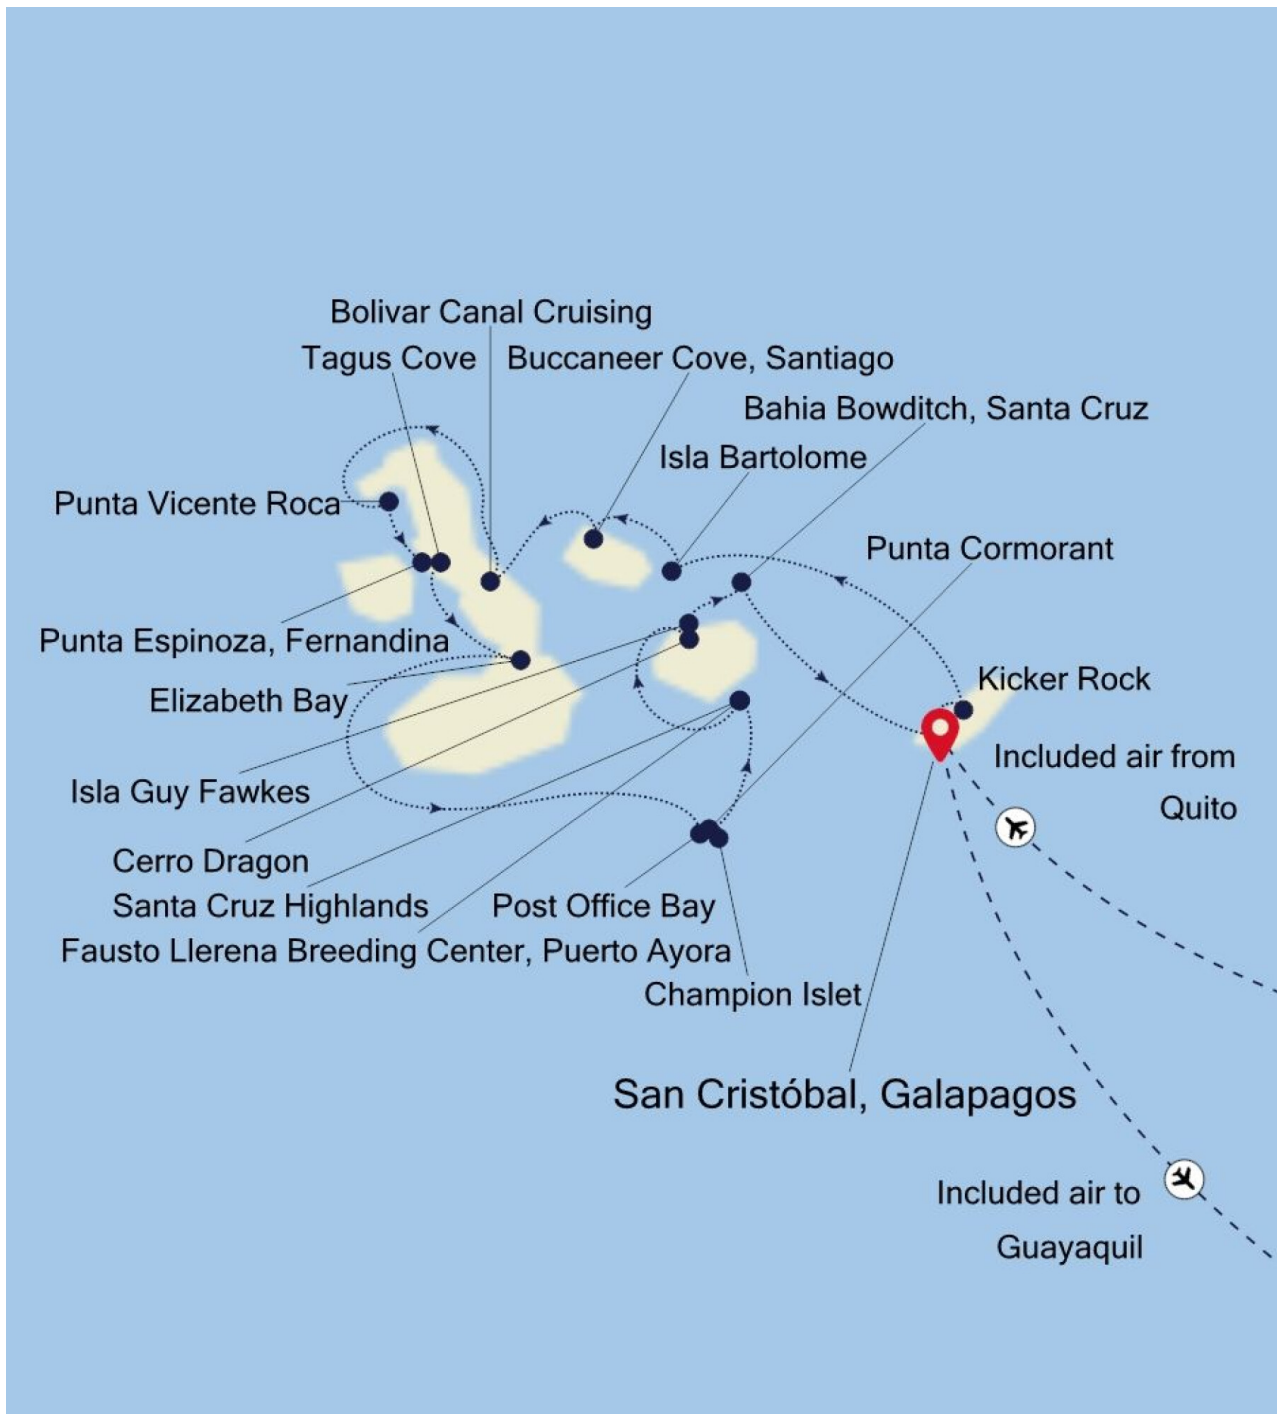 Bolivar Canal Cruising
Tagus Cove
Buccaneer Cove, Santiago
Bahia Bowditch, Santa Cruz
Isla Bartolome
Punta Vicente Roca
Punta Cormorant
Punta Espinoza, Fernandina
Kicker Rock
Elizabeth Bay
Included air from
Quito
Isla Guy Fawkes
Cerro Dragon
Santa Cruz Highlands
Post Office Bay
Fausto Llerena Breeding Center, Puerto Ayora
Champion Islet
San Cristóbal, Galapagos
Included air to
Guayaquil